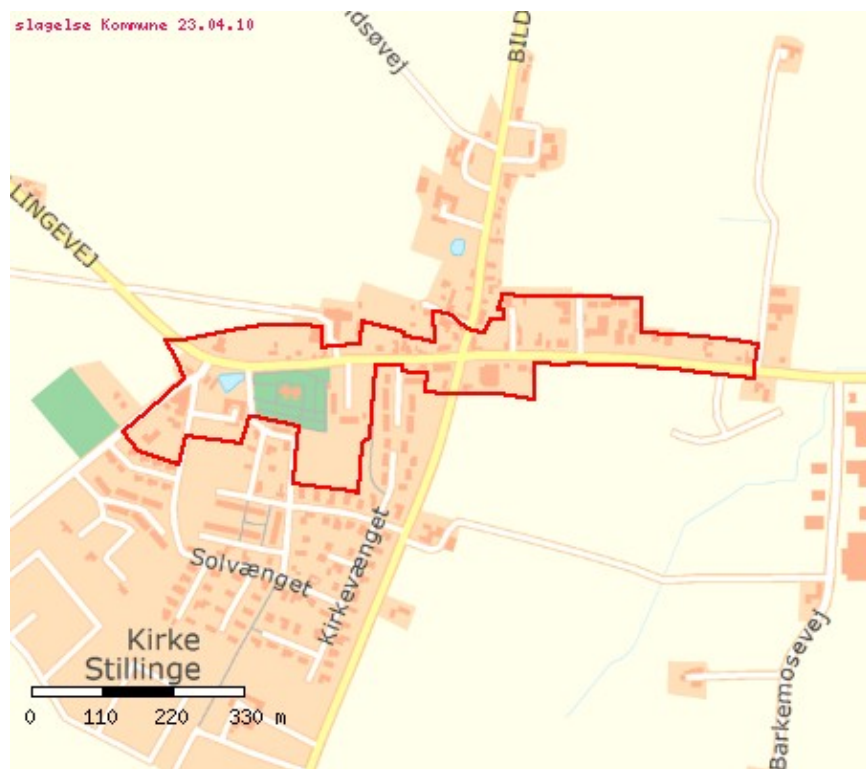 slagelse Kommune 23.04.10
dsøvej
BILD
LINGEVEJ
Solvænget
Kirkevænget
Kirke
Stillinge
Barkemosevej
0 110 220 330 m